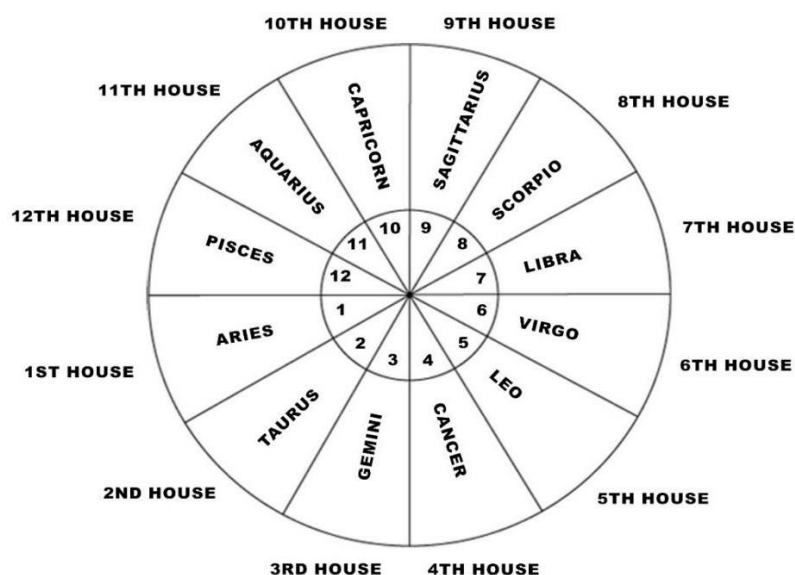 10TH HOUSE
9TH HOUSE
11TH HOUSE
8TH HOUSE
12TH HOUSE
7TH HOUSE
1ST HOUSE
6TH HOUSE
2ND HOUSE
5TH HOUSE
3RD HOUSE
4TH HOUSE
CAPRICORN
SAGITTARIUS
AQUARIUS
SCORPIO
PISCES
LIBRA
ARIES
VIRGO
TAURUS
LEO
GEMINI
CANCER
10
9
11
8
12
7
1
6
2
5
3
4